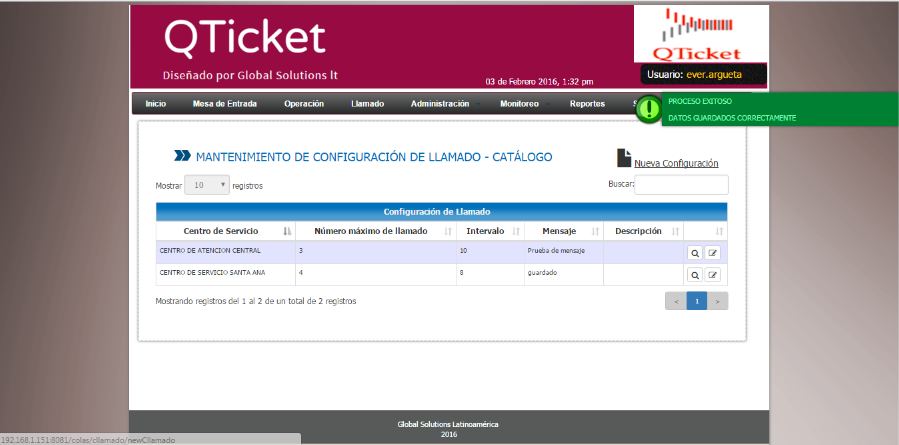 QTicket
Diseñado por Global Solutions lt
03 de Febrero 2016, 1:32 pm
QTicket
Usuario: ever.argueta
Inicio Mesa de Entrada Operación Llamado Administración Monitoreo Reportes S
PROCESO EXITOSO
DATOS GUARDADOS CORRECTAMENTE
MANTENIMIENTO DE CONFIGURACIÓN DE LLAMADO - CATÁLOGO
Nueva Configuración
Mostrar 10 registros
Buscar:
Configuración de Llamado
Centro de Servicio Número máximo de llamado Intervalo Mensaje Descripción
CENTRO DE ATENCION CENTRAL 3 10 Prueba de mensaje
CENTRO DE SERVICIO SANTA ANA 4 8 guardado
Mostrando registros del 1 al 2 de un total de 2 registros
< 1 >
Global Solutions Latinoamérica
2016
192.168.1.151:8081/colas/cllamado/newCllamado